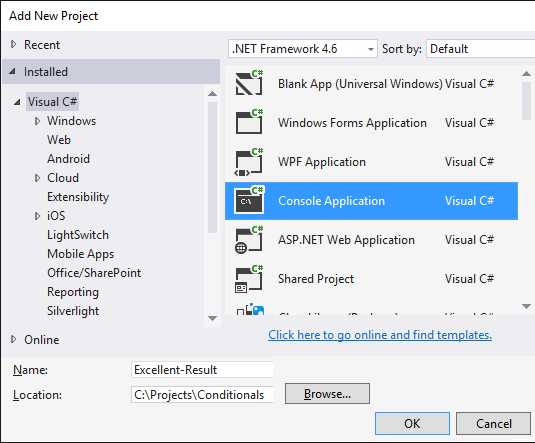 Add New Project
Recent
Installed
Visual C#
Windows
Web
Android
Cloud
Extensibility
iOS
LightSwitch
Mobile Apps
Office/SharePoint
Reporting
Silverlight
Online
.NET Framework 4.6 Sort by: Default
C# Blank App (Universal Windows) Visual C#
C# Windows Forms Application Visual C#
C# WPF Application Visual C#
C# C:\ Console Application Visual C#
C# ASP.NET Web Application Visual C#
C# Shared Project Visual C#
Click here to go online and find templates.
Name: Excellent-Result
Location: C:\Projects\Conditionals Browse...
OK Cancel